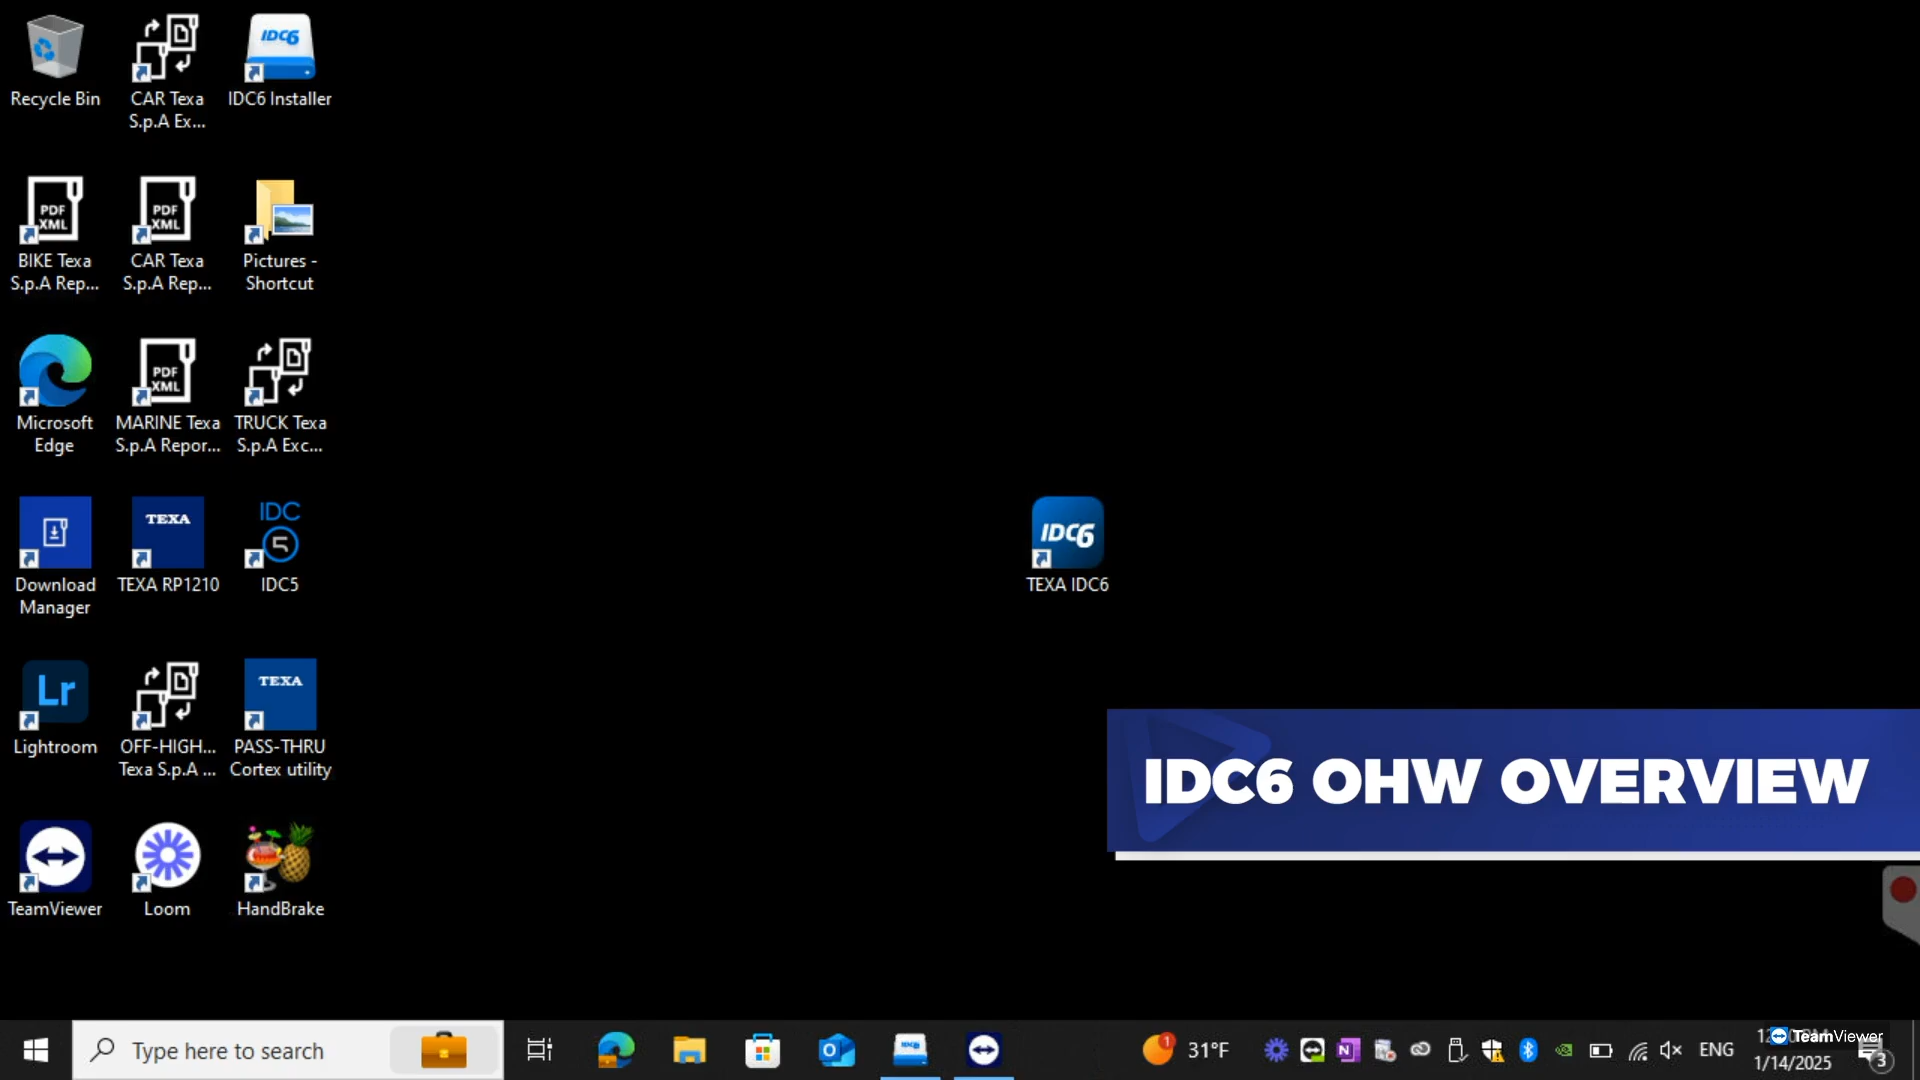 Recycle Bin
CAR Texa
S.p.A Ex...
IDC6
IDC6 Installer
PDF
XML
BIKE Texa
S.p.A Rep...
PDF
XML
CAR Texa
S.p.A Rep...
Pictures -
Shortcut
Microsoft
Edge
PDF
XML
MARINE Texa
S.p.A Repor...
TRUCK Texa
S.p.A Exc...
Download
Manager
TEXA
TEXA RP1210
IDC
5
IDC5
IDC6
TEXA IDC6
Lr
Lightroom
OFF-HIGH...
Texa S.p.A ...
TEXA
PASS-THRU
Cortex utility
IDC6 OHW OVERVIEW
TeamViewer
Loom
HandBrake
Type here to search
1
31°F
N
ENG
TeamViewer
1/14/2025
3